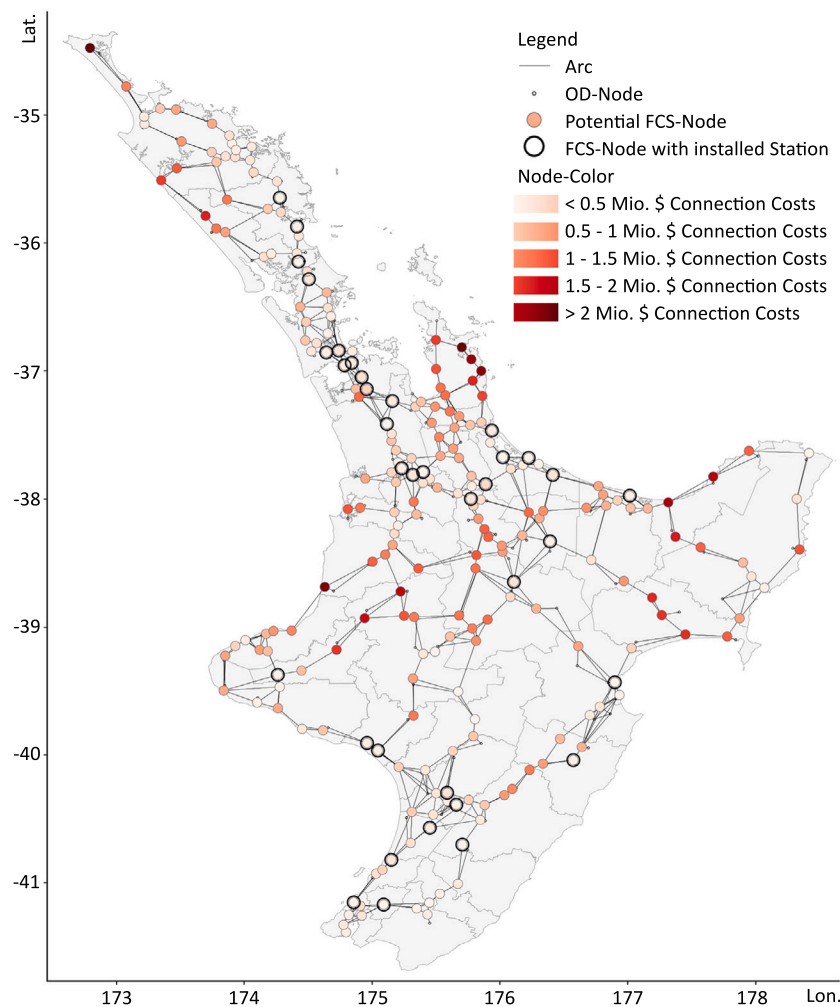 Lat.
Legend
Arc
OD-Node
Potential FCS-Node
FCS-Node with installed Station
Node-Color
< 0.5 Mio. $ Connection Costs
0.5 - 1 Mio. $ Connection Costs
1 - 1.5 Mio. $ Connection Costs
1.5 - 2 Mio. $ Connection Costs
> 2 Mio. $ Connection Costs
-35
-36
-37
-38
-39
-40
-41
173 174 175 176 177 178 Lon.